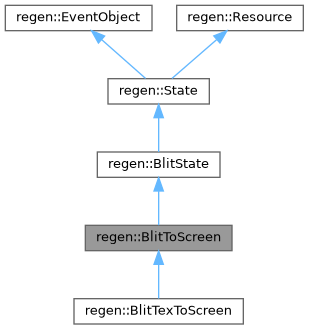 regen::EventObject
regen::Resource
regen::State
regen::BlitState
regen::BlitToScreen
regen::BlitTexToScreen